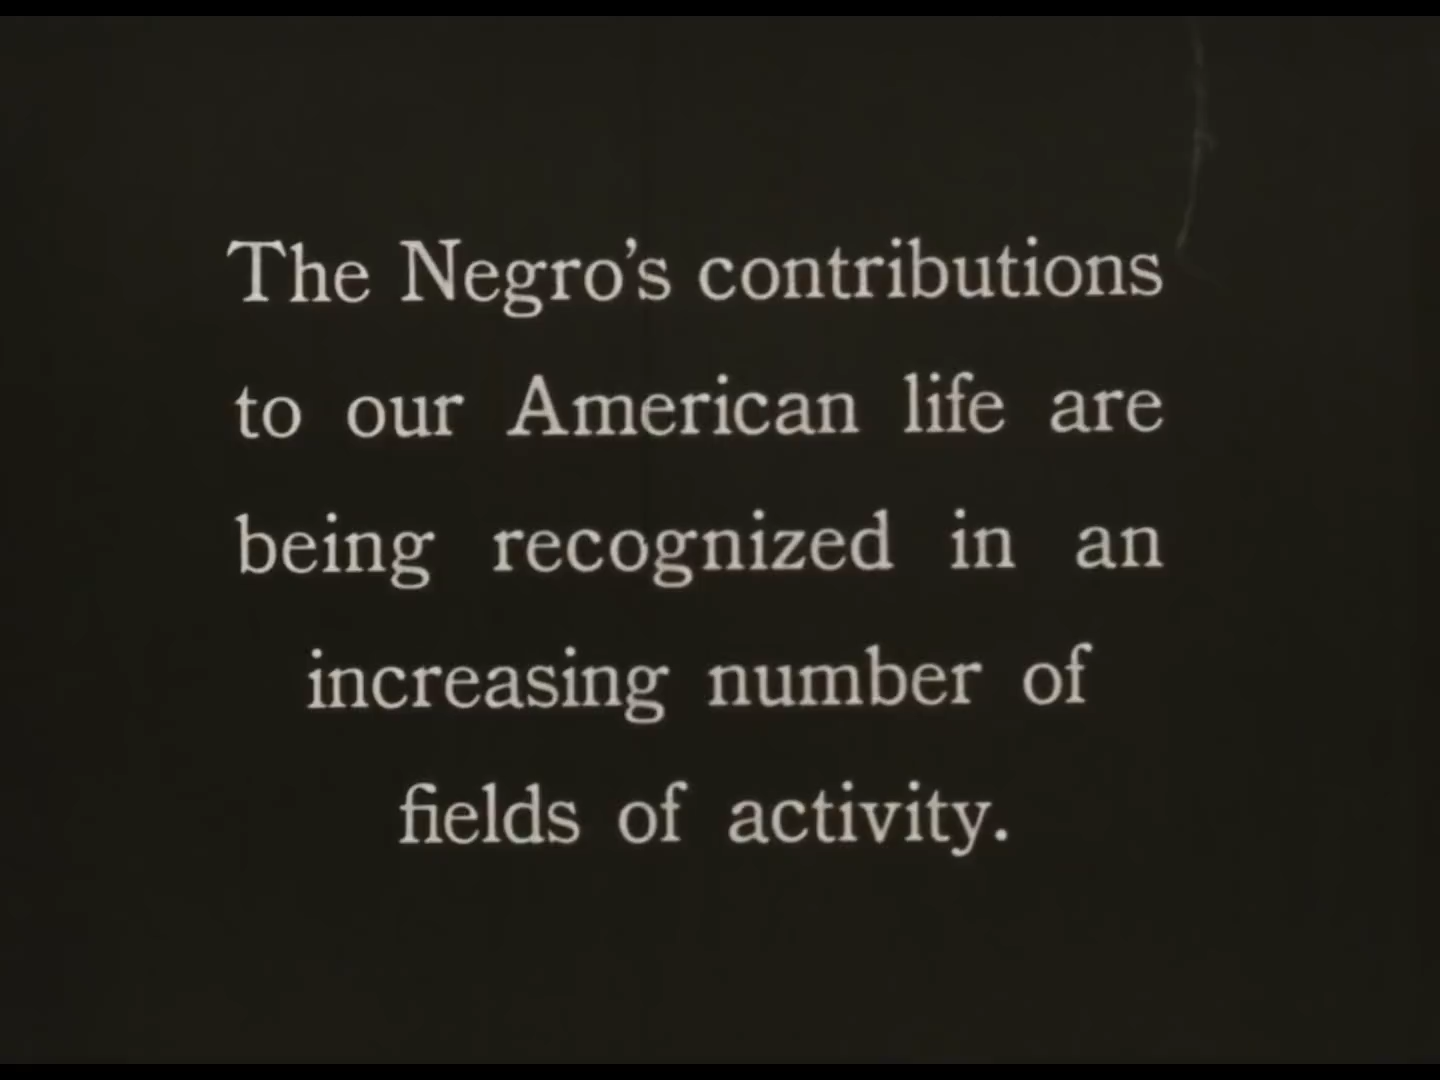 The Negro's contributions
to our American life are
being recognized in an
increasing number of
fields of activity.